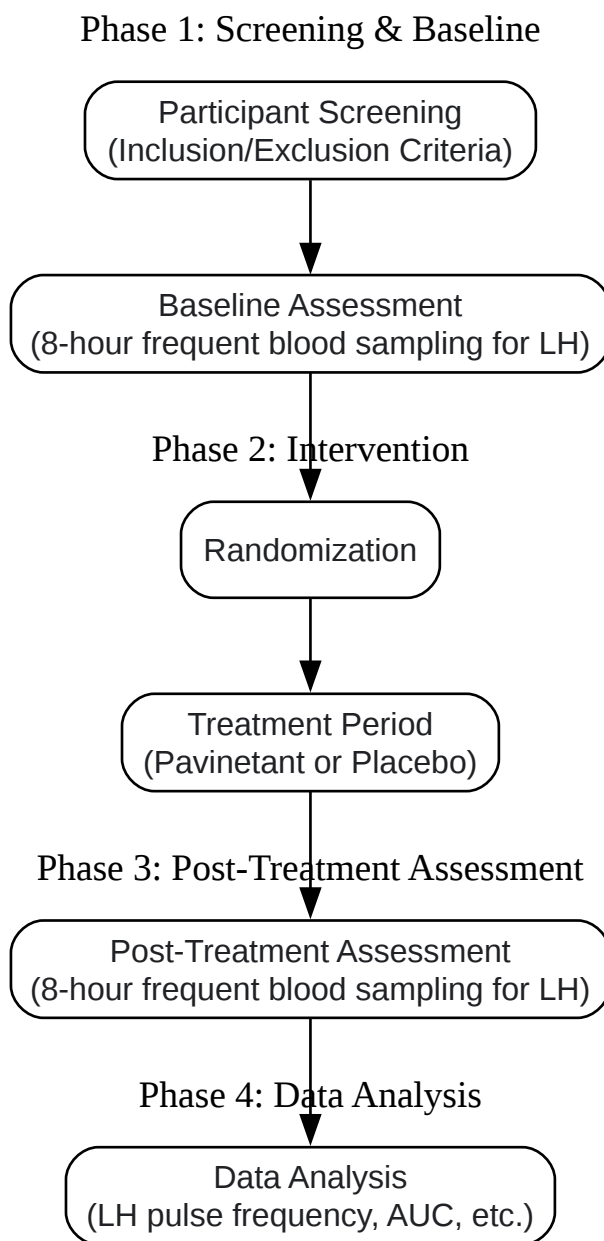 Phase 1: Screening & Baseline
Participant Screening
(Inclusion/Exclusion Criteria)
Baseline Assessment
(8-hour frequent blood sampling for LH)
Phase 2: Intervention
Randomization
Treatment Period
(Pavinetant or Placebo)
Phase 3: Post-Treatment Assessment
Post-Treatment Assessment
(8-hour frequent blood sampling for LH)
Phase 4: Data Analysis
Data Analysis
(LH pulse frequency, AUC, etc.)